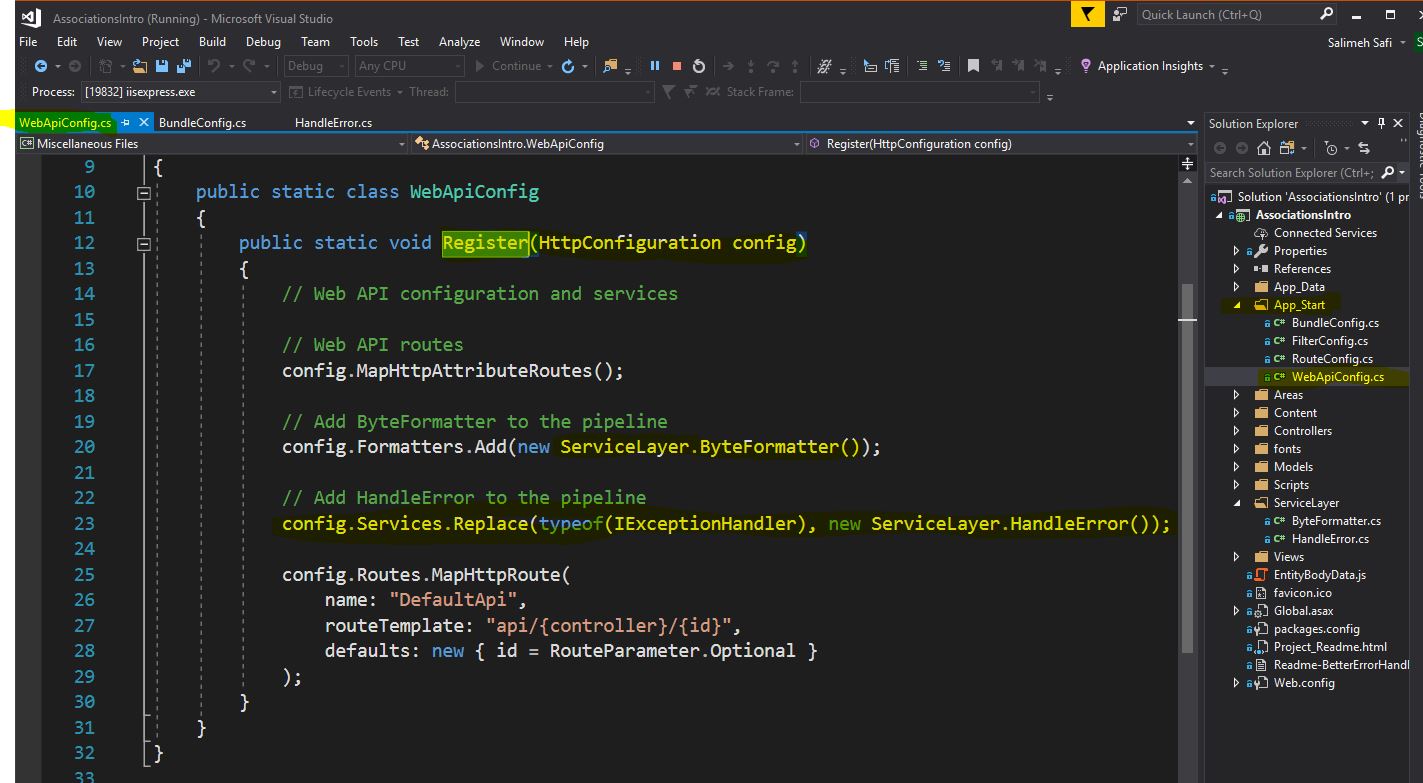 AssociationsIntro (Running) - Microsoft Visual Studio
Quick Launch (Ctrl+Q)
File Edit View Project Build Debug Team Tools Test Analyze Window Help
Salimeh Safi
Debug Any CPU Continue Application Insights
Process: [19832] iisexpress.exe Lifecycle Events Thread: Stack Frame:
WebApiConfig.cs BundleConfig.cs HandleError.cs
C# Miscellaneous Files AssociationsIntro.WebApiConfig Register(HttpConfiguration config)
9 {
10 public static class WebApiConfig
11 {
12 public static void Register(HttpConfiguration config)
13 {
14 // Web API configuration and services
15
16 // Web API routes
17 config.MapHttpAttributeRoutes();
18
19 // Add ByteFormatter to the pipeline
20 config.Formatters.Add(new ServiceLayer.ByteFormatter());
21
22 // Add HandleError to the pipeline
23 config.Services.Replace(typeof(IExceptionHandler), new ServiceLayer.HandleError());
24
25 config.Routes.MapHttpRoute(
26 name: "DefaultApi",
27 routeTemplate: "api/{controller}/{id}",
28 defaults: new { id = RouteParameter.Optional }
29 );
30 }
31 }
32 }
33
Solution Explorer
Search Solution Explorer (Ctrl+;
Solution 'AssociationsIntro' (1 pr
AssociationsIntro
Connected Services
Properties
References
App_Data
App_Start
C# BundleConfig.cs
C# FilterConfig.cs
C# RouteConfig.cs
C# WebApiConfig.cs
Areas
Content
Controllers
fonts
Models
Scripts
ServiceLayer
C# ByteFormatter.cs
C# HandleError.cs
Views
EntityBodyData.js
favicon.ico
Global.asax
packages.config
Project_Readme.html
Readme-BetterErrorHandl
Web.config
Diagnostic Tools